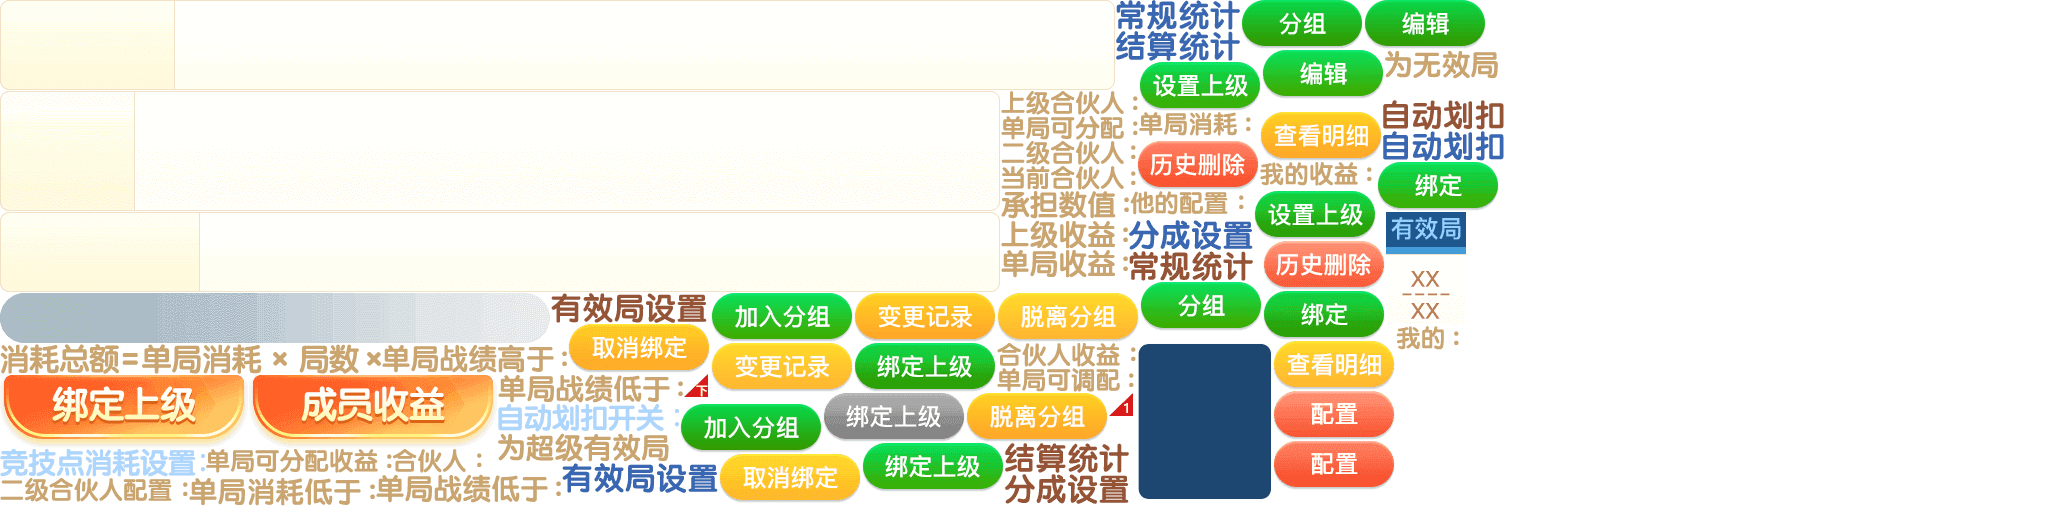 常规统计
分组
编辑
结算统计
编辑
为无效局
设置上级
上级合伙人：
单局可分配：
单局消耗：
查看明细
自动划扣
自动划扣
二级合伙人：
历史删除
我的收益：
当前合伙人：
绑定
承担数值：
他的配置：
设置上级
有效局
上级收益：
分成设置
单局收益：
常规统计
历史删除
XX
----
XX
有效局设置
加入分组
变更记录
脱离分组
分组
绑定
我的：
取消绑定
消耗总额=单局消耗 × 局数 ×
单局战绩高于：
变更记录
绑定上级
合伙人收益：
单局可调配：
查看明细
单局战绩低于：
下
绑定上级
成员收益
自动划扣开关：
加入分组
绑定上级
脱离分组
1
配置
为超级有效局
竞技点消耗设置：
单局可分配收益：
合伙人：
结算统计
有效局设置
取消绑定
绑定上级
配置
二级合伙人配置：
单局消耗低于：
单局战绩低于：
分成设置